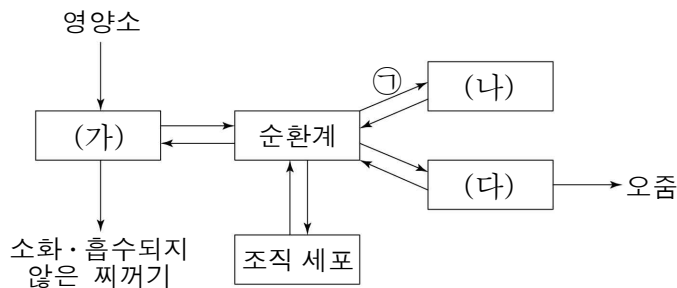 영양소
㉠
(나)
(가)
순환계
(다)
오줌
소화·흡수되지
않은 찌꺼기
조직 세포